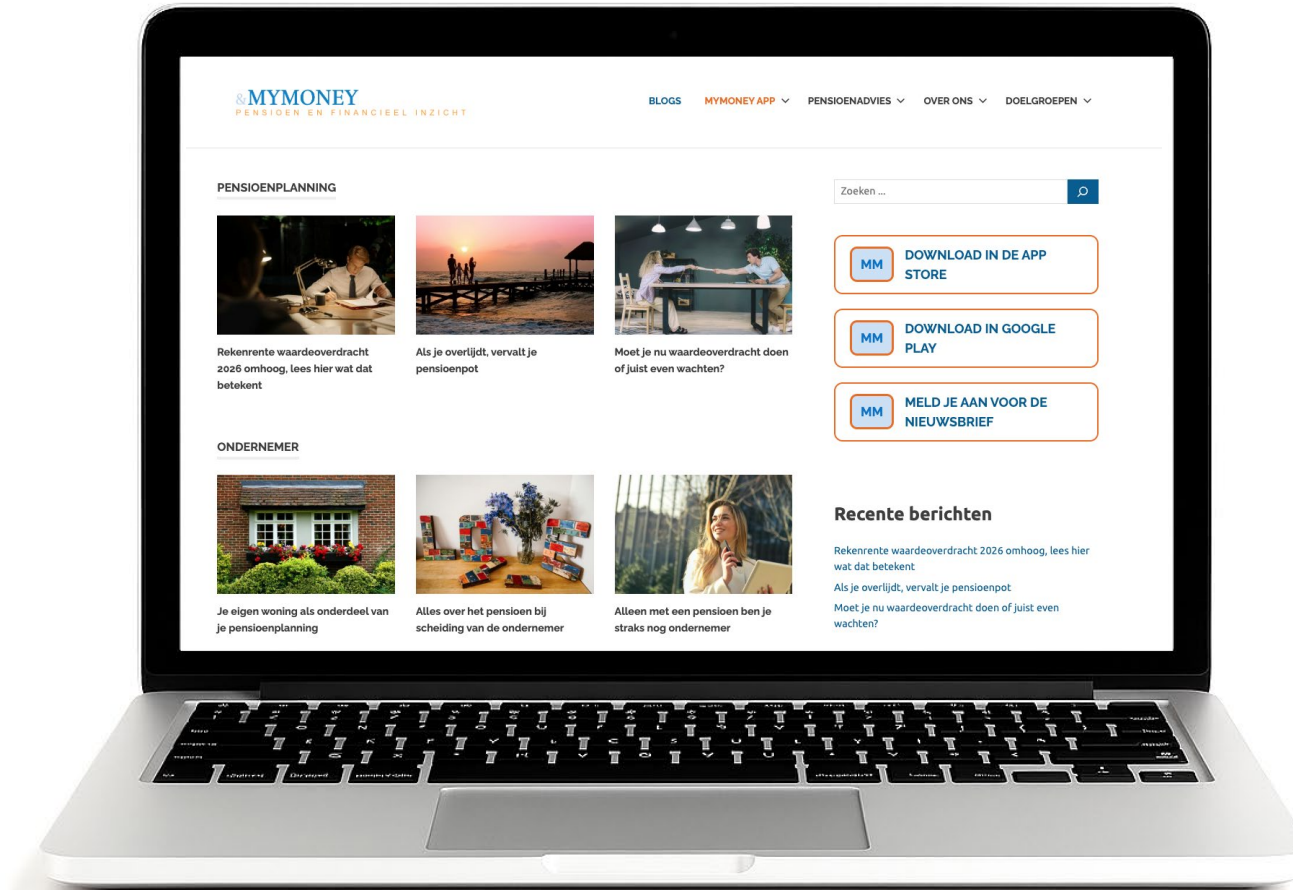 &MYMONEY
PENSIOEN EN FINANCIEEL INZICHT
BLOGS MYMONEY APP PENSIOENADVIES OVER ONS DOELGROEPEN
PENSIOENPLANNING
Rekenrente waardeoverdracht
2026 omhoog, lees hier wat dat
betekent
Als je overlijdt, vervalt je
pensioenpot
Moet je nu waardeoverdracht doen
of juist even wachten?
ONDERNEMER
Je eigen woning als onderdeel van
je pensioenplanning
Alles over het pensioen bij
scheiding van de ondernemer
Alleen met een pensioen ben je
straks nog ondernemer
Zoeken ...
MM
DOWNLOAD IN DE APP
STORE
MM
DOWNLOAD IN GOOGLE
PLAY
MM
MELD JE AAN VOOR DE
NIEUWSBRIEF
Recente berichten
Rekenrente waardeoverdracht 2026 omhoog, lees hier
wat dat betekent
Als je overlijdt, vervalt je pensioenpot
Moet je nu waardeoverdracht doen of juist even
wachten?